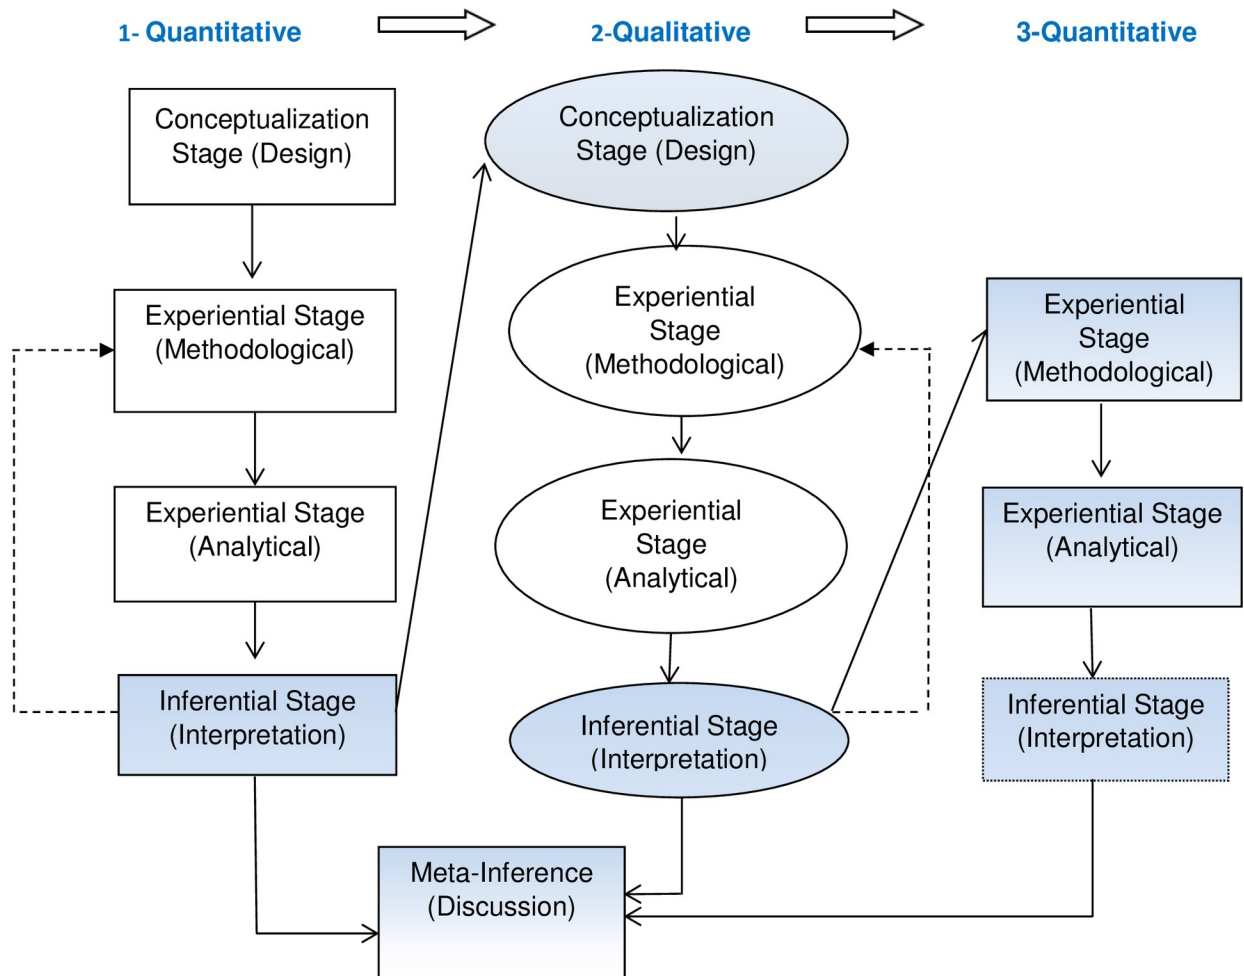 1- Quantitative
2-Qualitative
3-Quantitative
Conceptualization
Stage (Design)
Experiential Stage
(Methodological)
Experiential Stage
(Analytical)
Inferential Stage
(Interpretation)
Conceptualization
Stage (Design)
Experiential
Stage
(Methodological)
Experiential
Stage
(Analytical)
Inferential Stage
(Interpretation)
Experiential
Stage
(Methodological)
Experiential Stage
(Analytical)
Inferential Stage
(Interpretation)
Meta-Inference
(Discussion)